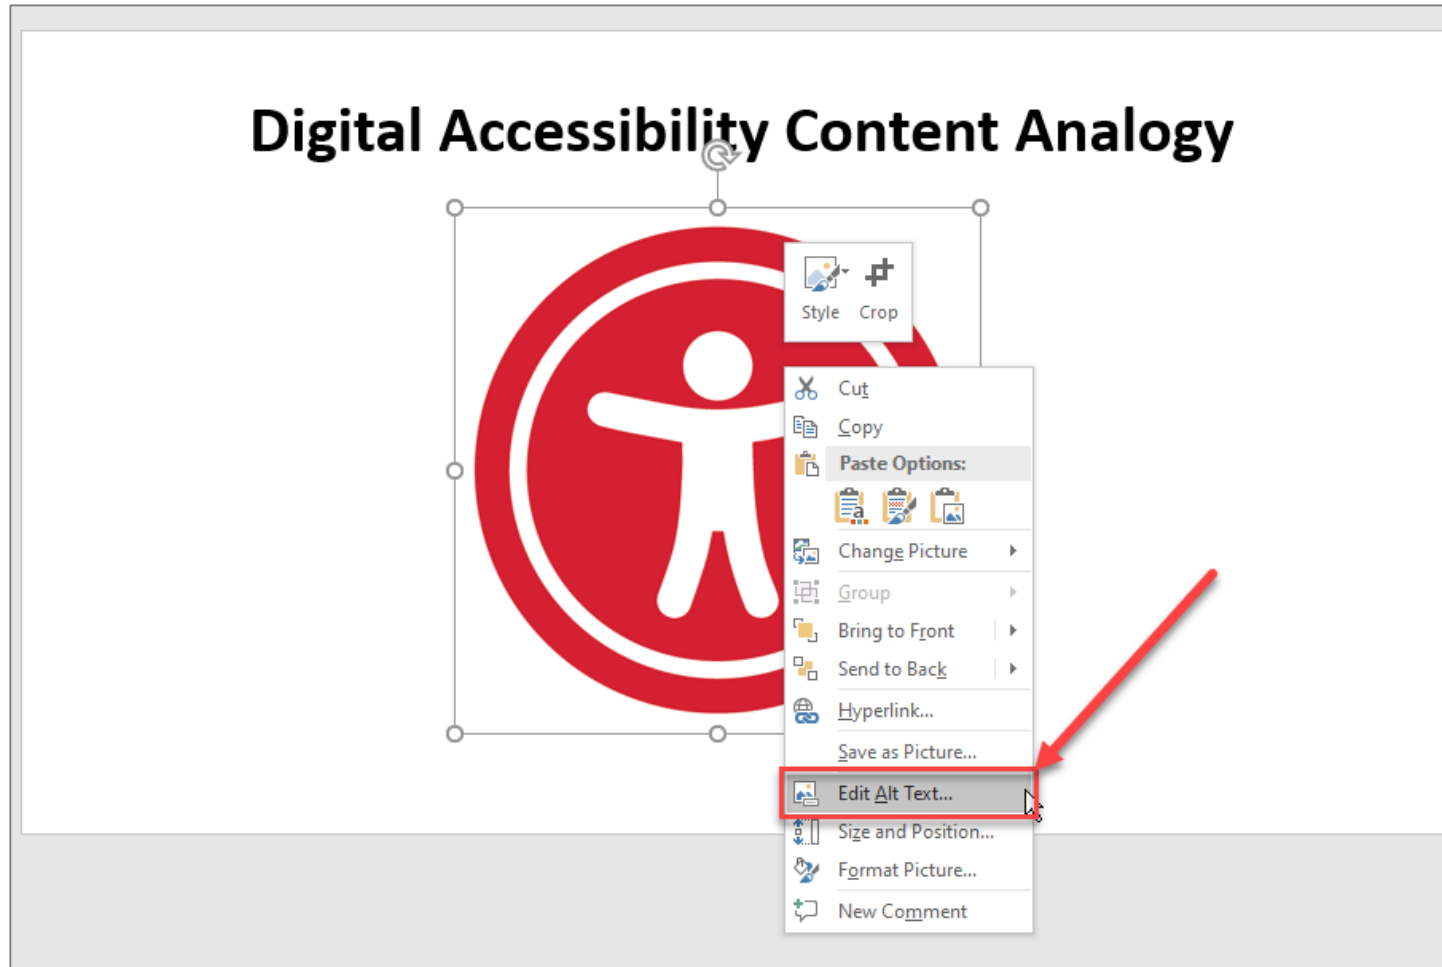 Digital Accessibility Content Analogy
Style Crop
Cut
Copy
Paste Options:
Change Picture
Group
Bring to Front
Send to Back
Hyperlink...
Save as Picture...
Edit Alt Text...
Size and Position...
Format Picture...
New Comment